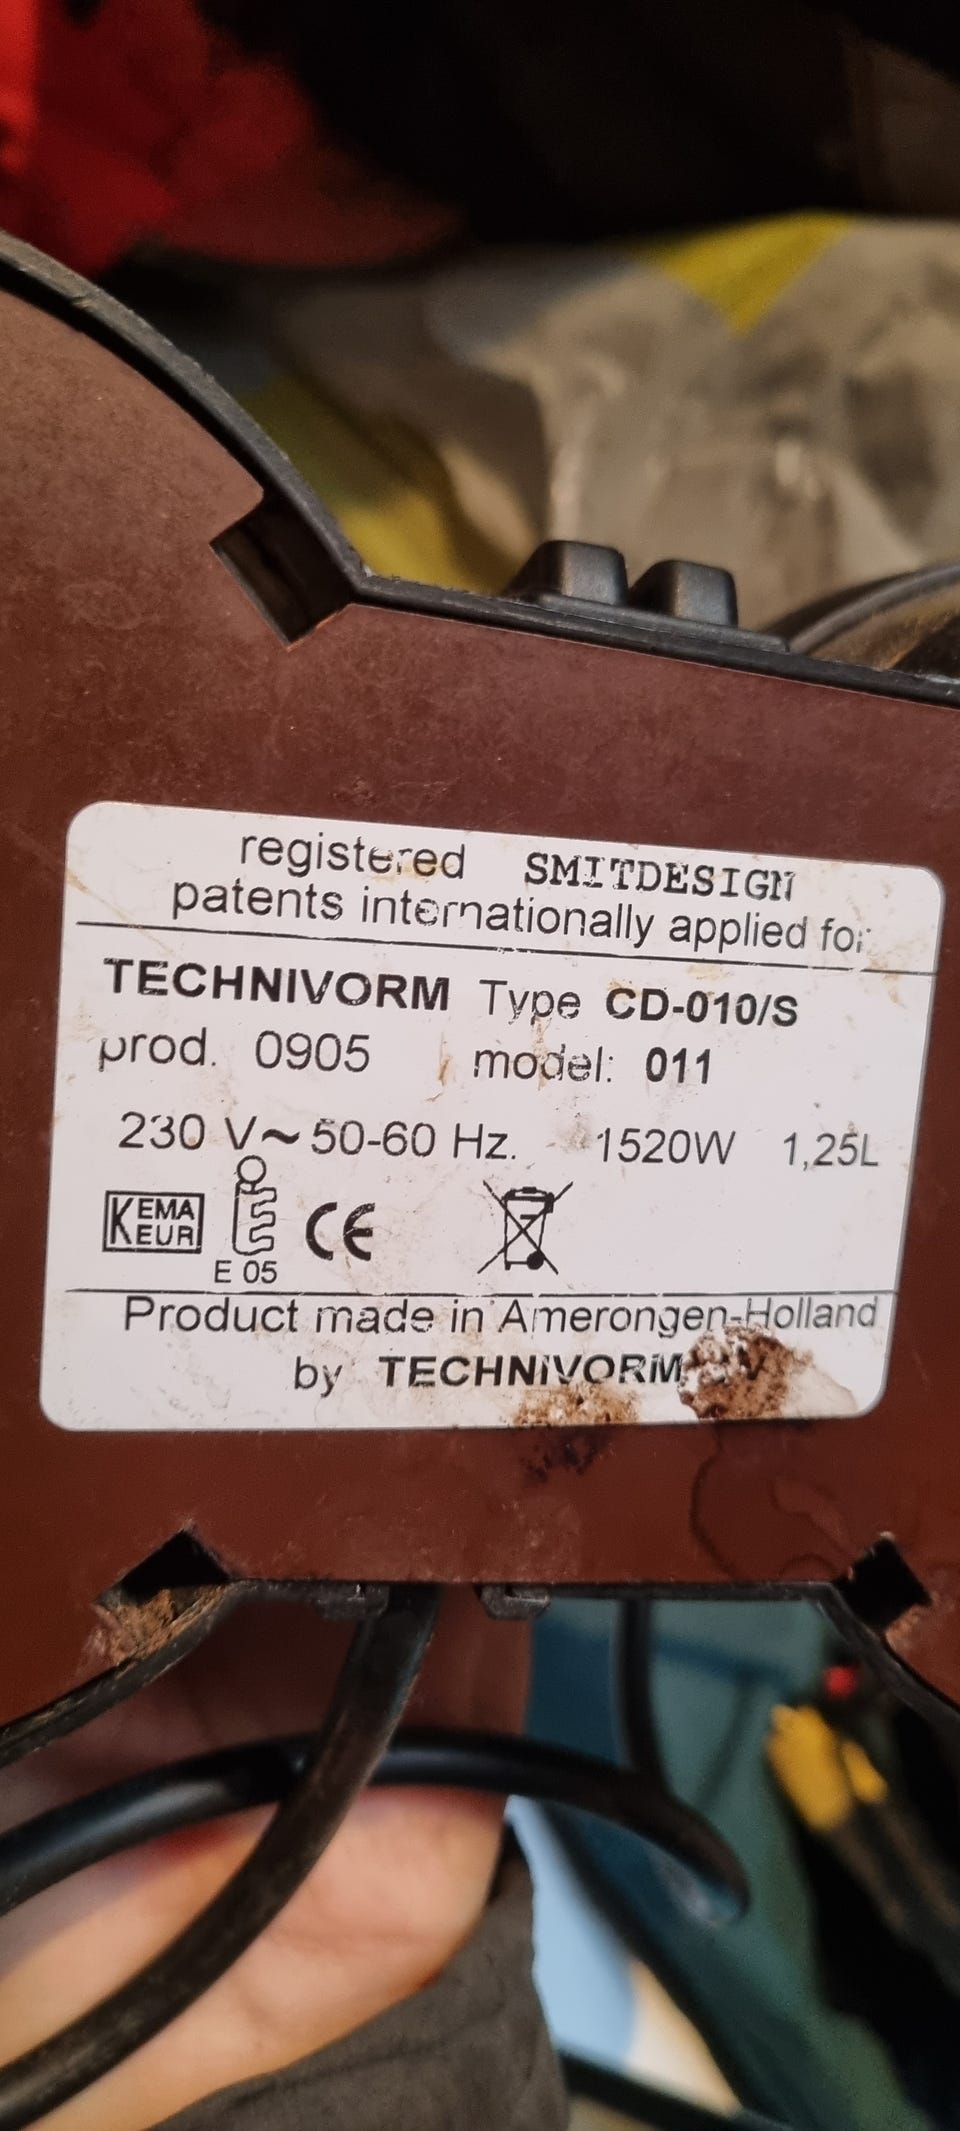 registered SMITDESIGN
patents internationally applied for:
TECHNIVORM Type CD-010/S
prod. 0905 model: 011
230 V~ 50-60 Hz. 1520W 1,25L
KEMA
EUR
E 05
CE
Product made in Amerongen-Holland
by TECHNIVORM